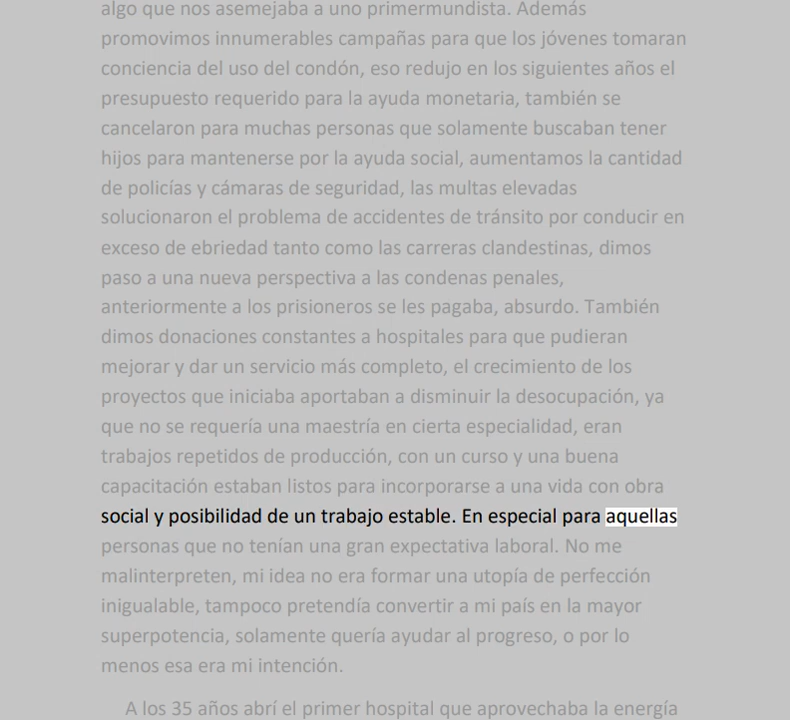 algo que nos asemejaba a uno primermundista. Además
promovimos innumerables campañas para que los jóvenes tomaran
conciencia del uso del condón, eso redujo en los siguientes años el
presupuesto requerido para la ayuda monetaria, también se
cancelaron para muchas personas que solamente buscaban tener
hijos para mantenerse por la ayuda social, aumentamos la cantidad
de policías y cámaras de seguridad, las multas elevadas
solucionaron el problema de accidentes de tránsito por conducir en
exceso de ebriedad tanto como las carreras clandestinas, dimos
paso a una nueva perspectiva a las condenas penales,
anteriormente a los prisioneros se les pagaba, absurdo. También
dimos donaciones constantes a hospitales para que pudieran
mejorar y dar un servicio más completo, el crecimiento de los
proyectos que iniciaba aportaban a disminuir la desocupación, ya
que no se requería una maestría en cierta especialidad, eran
trabajos repetidos de producción, con un curso y una buena
capacitación estaban listos para incorporarse a una vida con obra
social y posibilidad de un trabajo estable. En especial para aquellas
personas que no tenían una gran expectativa laboral. No me
malinterpreten, mi idea no era formar una utopía de perfección
inigualable, tampoco pretendía convertir a mi país en la mayor
superpotencia, solamente quería ayudar al progreso, o por lo
menos esa era mi intención.
A los 35 años abrí el primer hospital que aprovechaba la energía